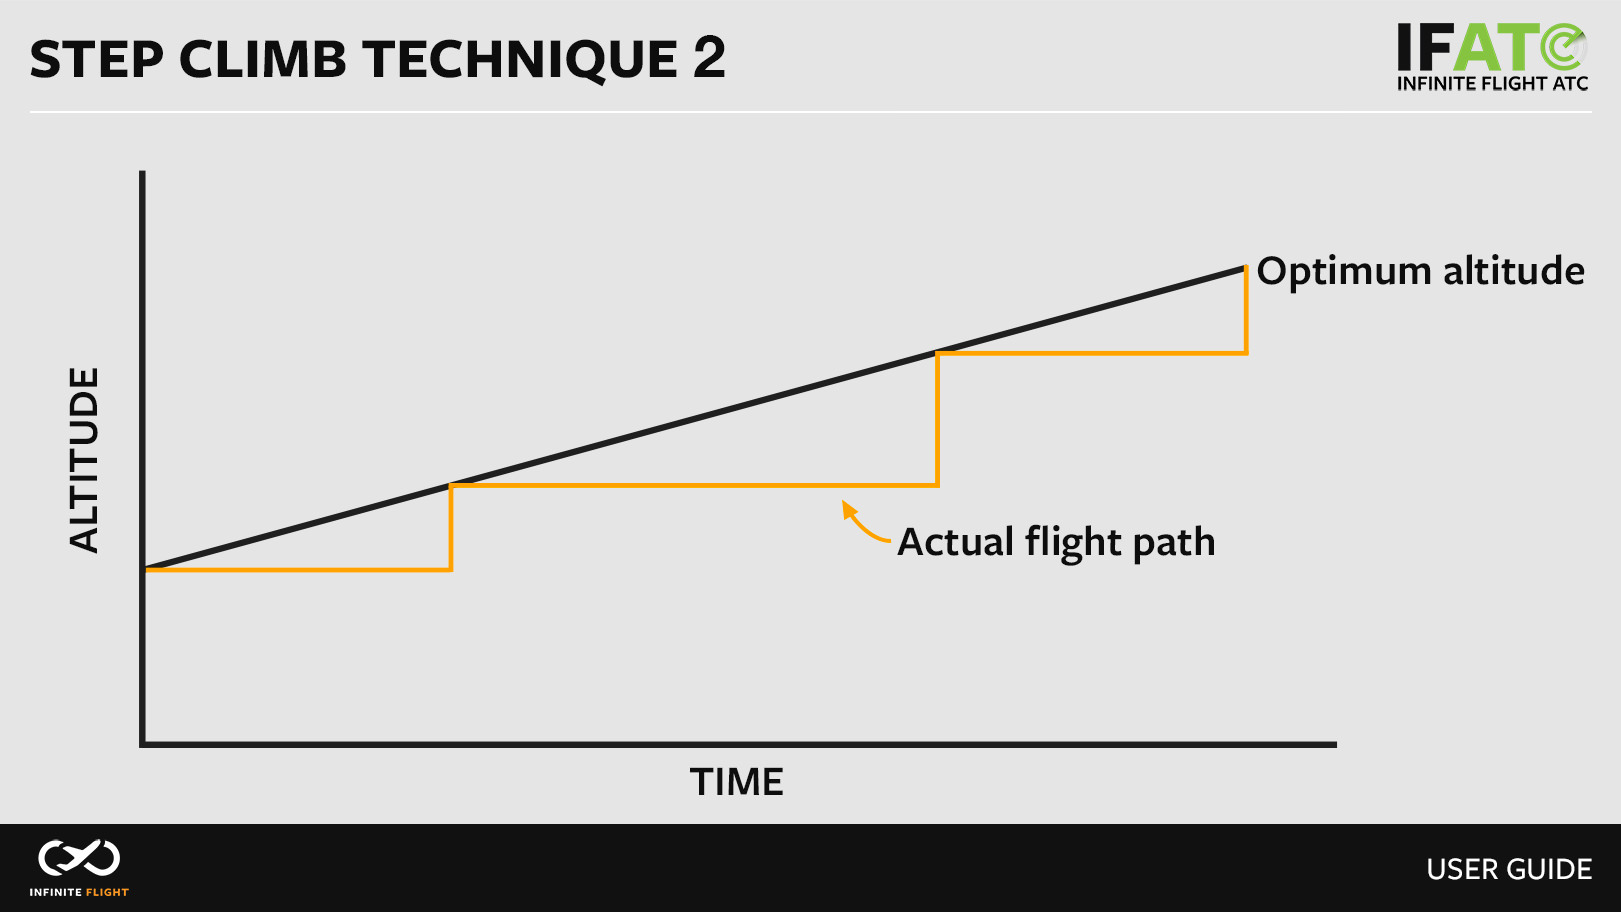 STEP CLIMB TECHNIQUE 2
IFATC
INFINITE FLIGHT ATC
Optimum altitude
ALTITUDE
Actual flight path
TIME
INFINITE FLIGHT
USER GUIDE